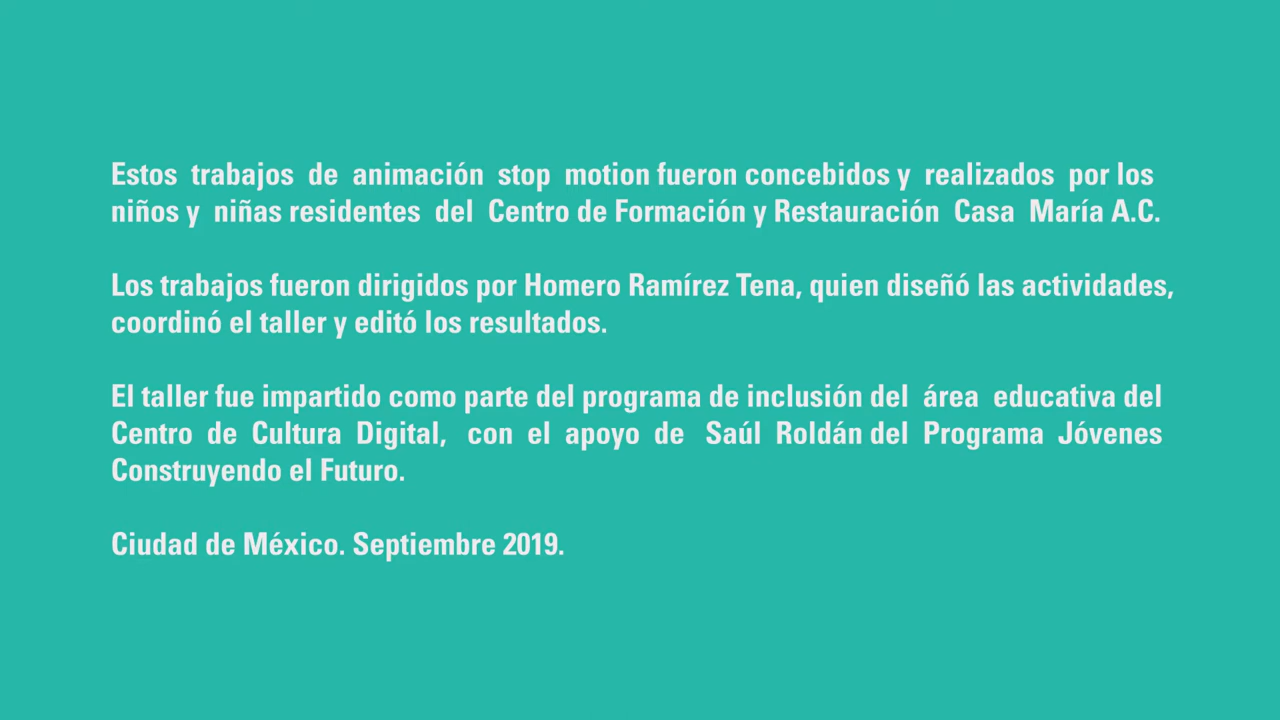 Estos trabajos de animación stop motion fueron concebidos y realizados por los
niños y niñas residentes del Centro de Formación y Restauración Casa María A.C.
Los trabajos fueron dirigidos por Homero Ramírez Tena, quien diseñó las actividades,
coordinó el taller y editó los resultados.
El taller fue impartido como parte del programa de inclusión del área educativa del
Centro de Cultura Digital, con el apoyo de Saúl Roldán del Programa Jóvenes
Construyendo el Futuro.
Ciudad de México. Septiembre 2019.